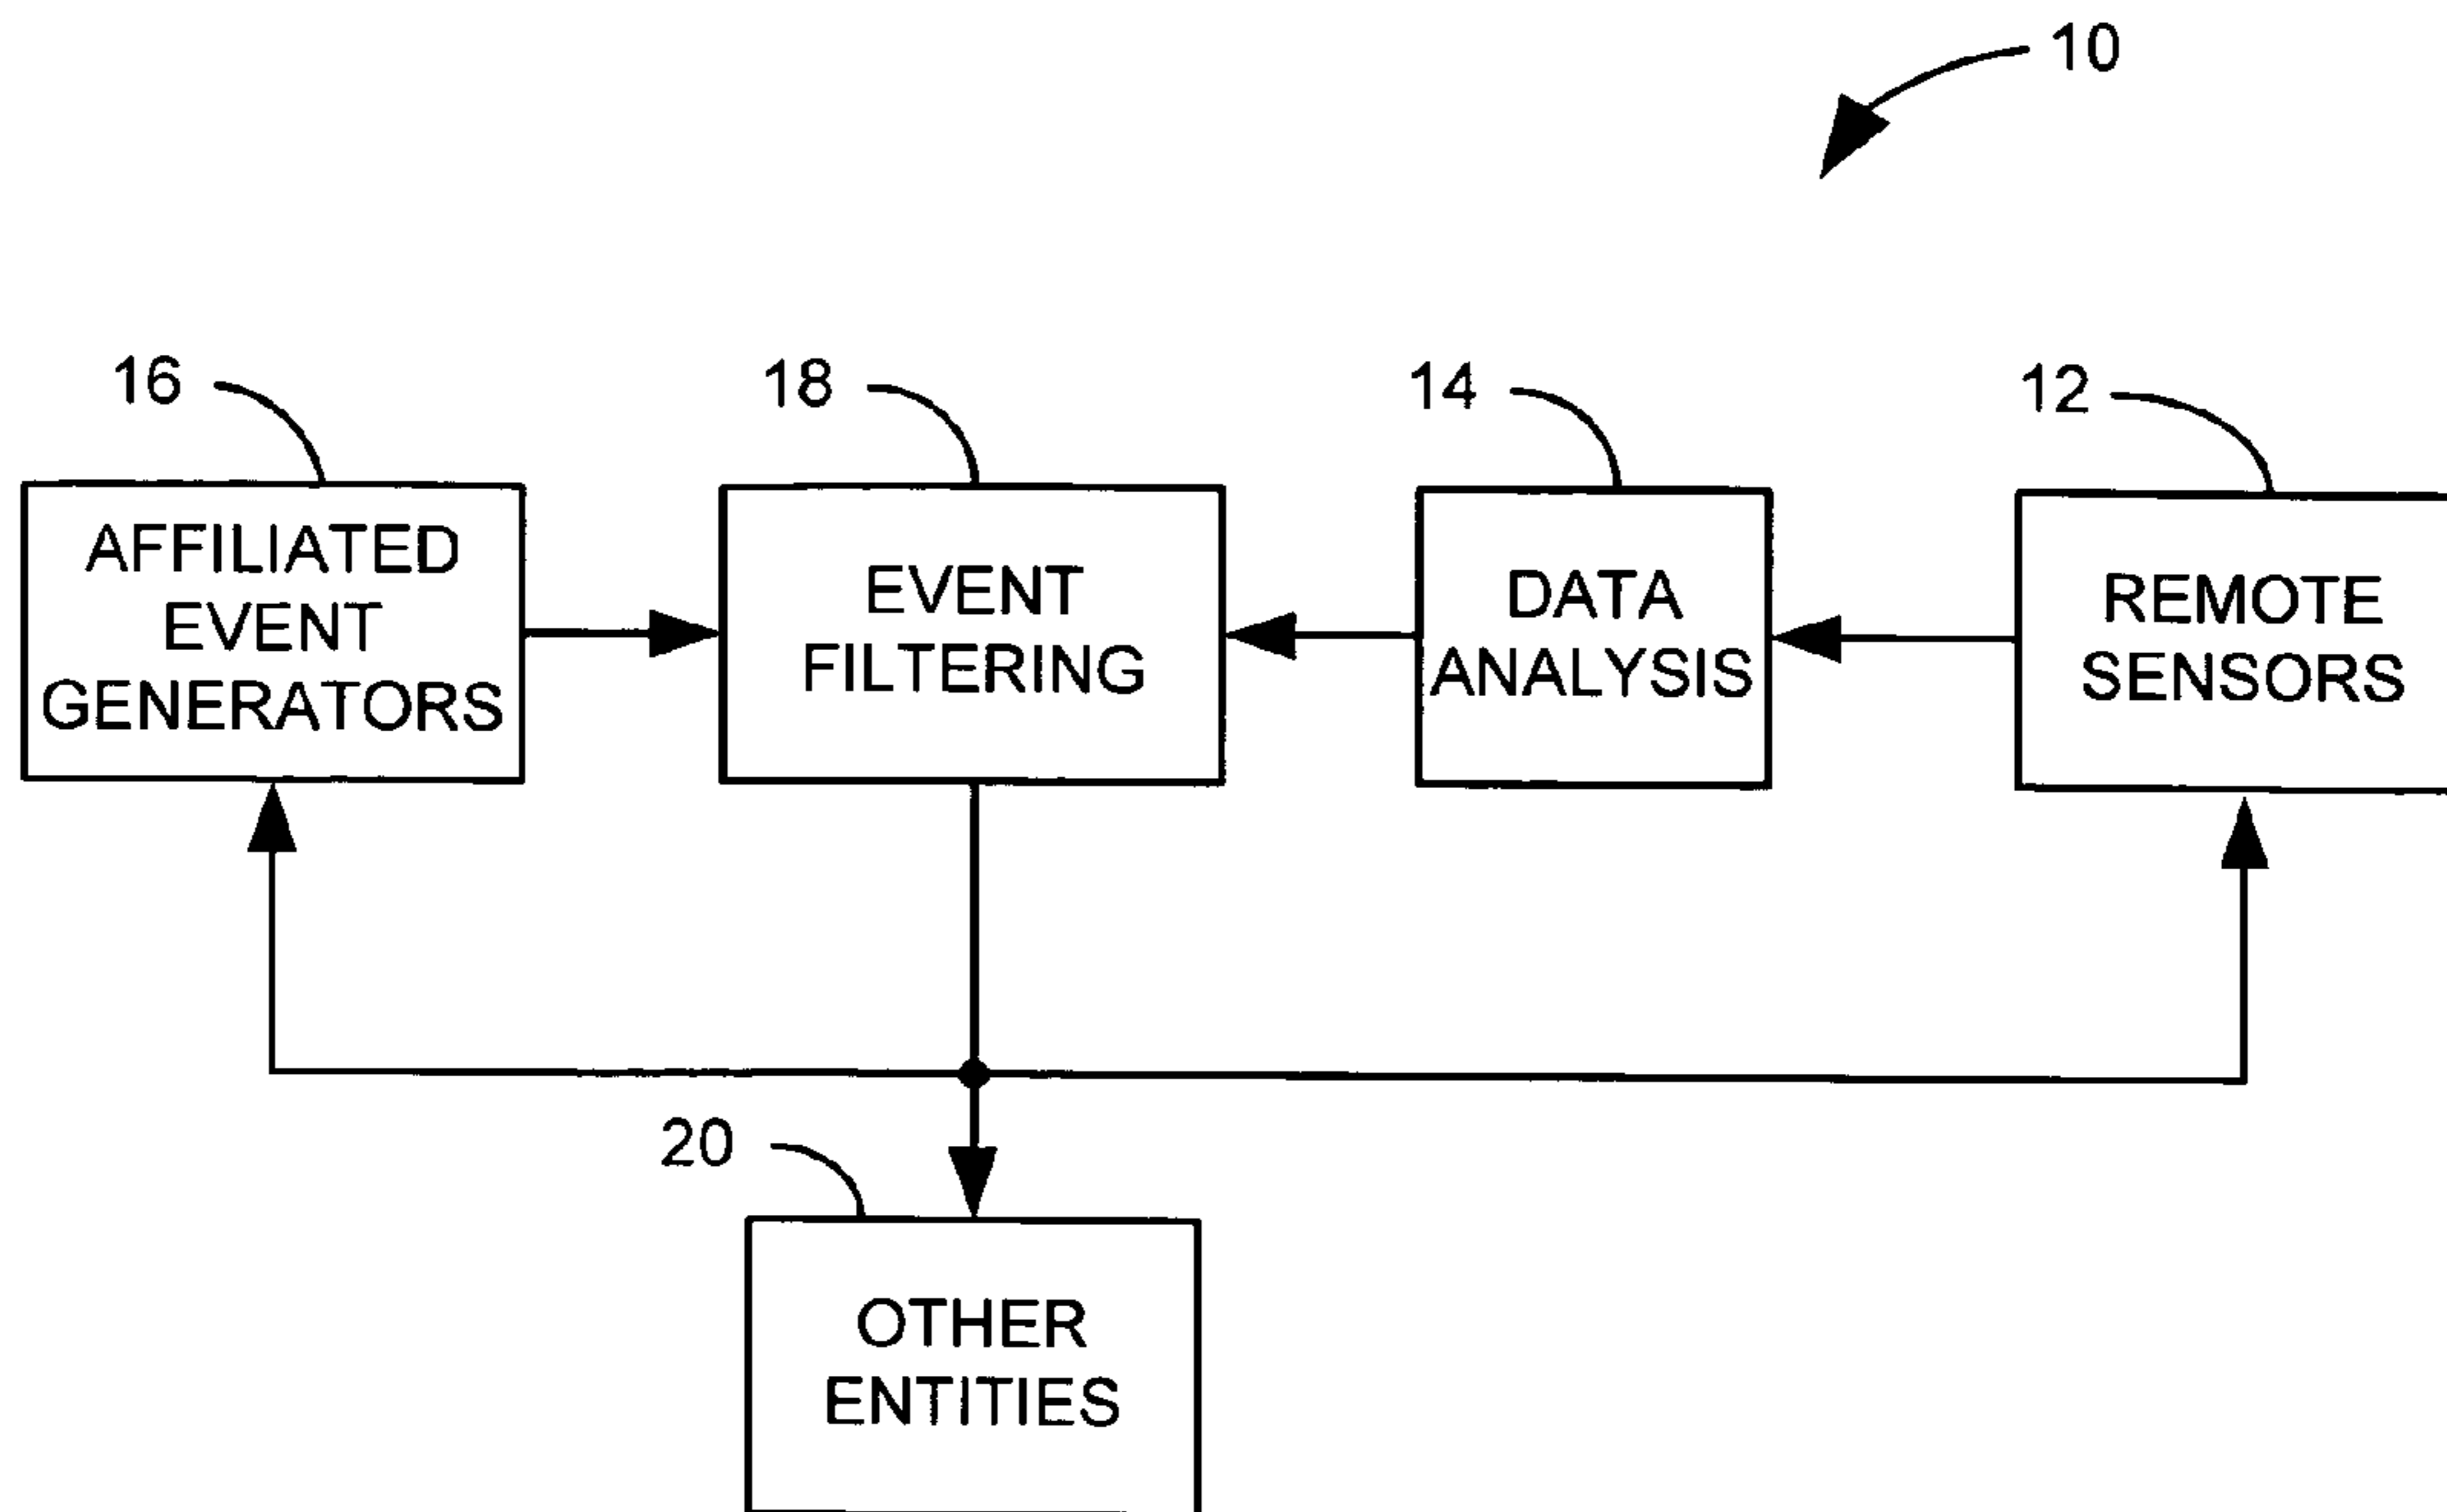 10
16
18
14
12
AFFILIATED
EVENT
GENERATORS
EVENT
FILTERING
DATA
ANALYSIS
REMOTE
SENSORS
20
OTHER
ENTITIES